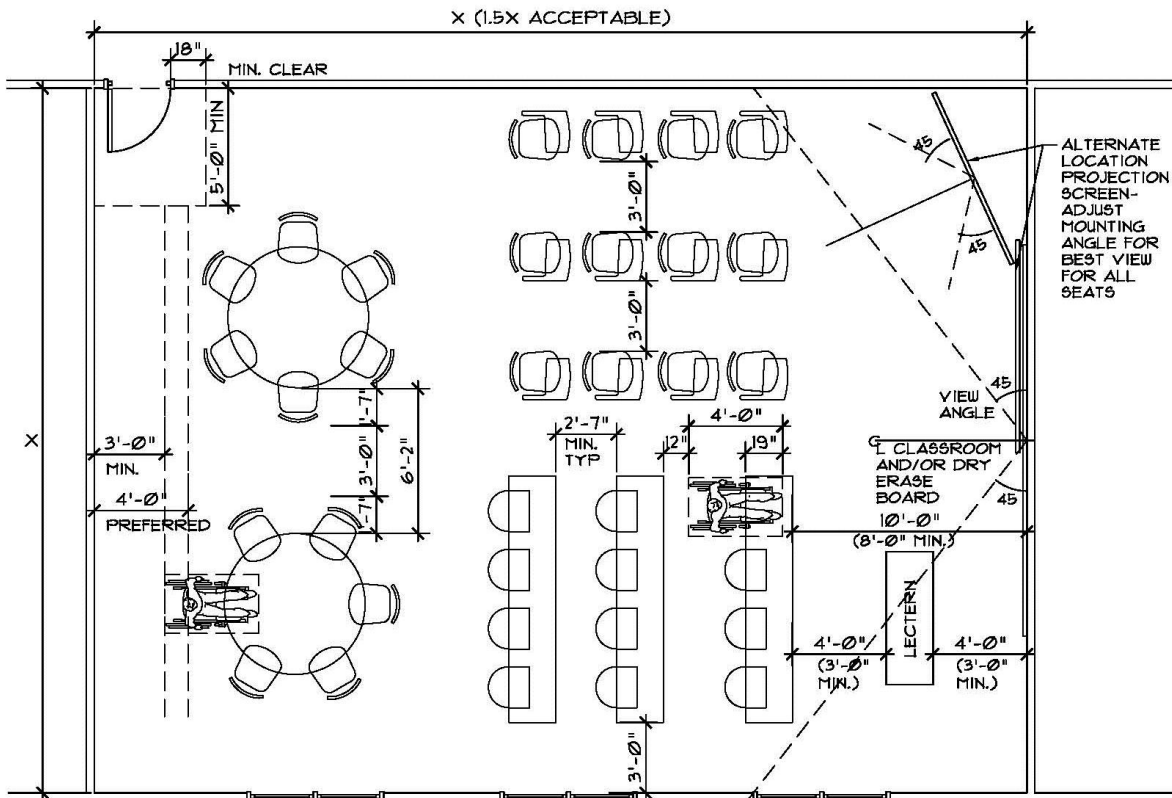 X (1.5X ACCEPTABLE)
18"
MIN. CLEAR
5'-0" MIN
45
45
ALTERNATE
LOCATION
PROJECTION
SCREEN-
ADJUST
MOUNTING
ANGLE FOR
BEST VIEW
FOR ALL
SEATS
3'-0"
3'-0"
X
3'-0"
MIN.
4'-0"
PREFERRED
1'-7"
3'-0"
1'-7"
6'-2"
2'-7"
MIN.
TYP
12"
4'-0"
19"
VIEW
ANGLE
45
CL CLASSROOM
AND/OR DRY
ERASE
BOARD
45
10'-0"
(8'-0" MIN.)
LECTERN
4'-0"
(3'-0"
MIN.)
4'-0"
(3'-0"
MIN.)
3'-0"